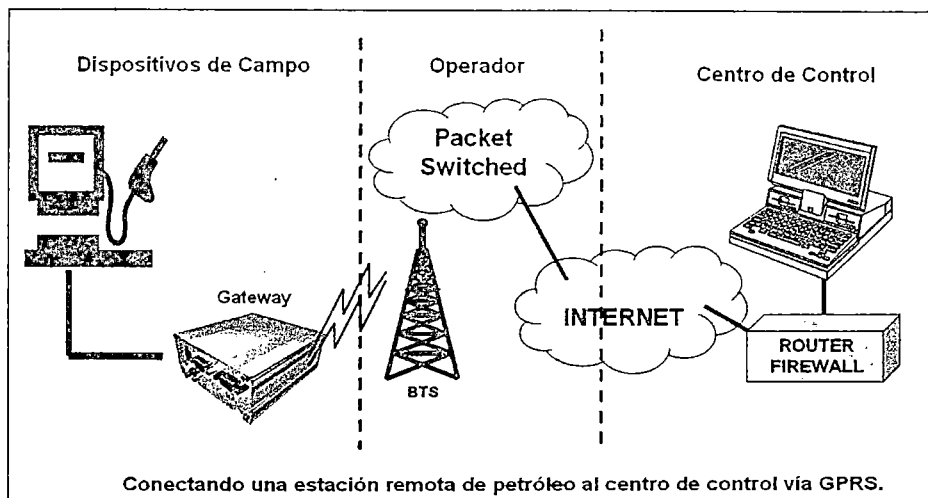 Dispositivos de Campo
Operador
Centro de Control
Packet
Switched
Gateway
INTERNET
BTS
ROUTER
FIREWALL
Conectando una estación remota de petróleo al centro de control vía GPRS.